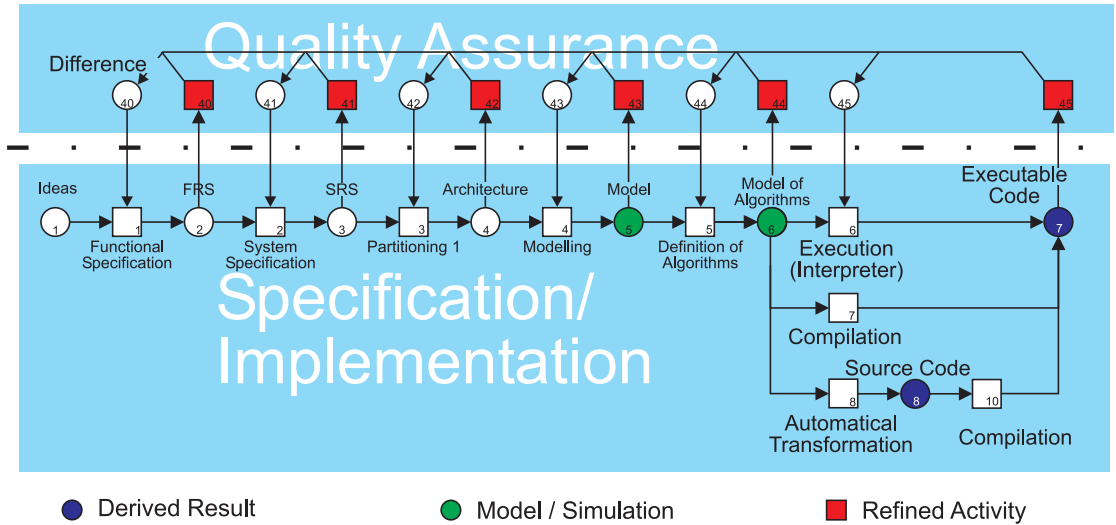 Quality Assurance
Difference
40
40
41
41
42
42
43
43
44
44
45
45
Ideas
FRS
SRS
Architecture
Model
Model of
Algorithms
Executable
Code
1
1
2
2
3
3
4
4
5
5
6
6
7
Functional
Specification
System
Specification
Partitioning 1
Modelling
Definition of
Algorithms
Execution
(Interpreter)
Specification/
Implementation
7
Compilation
Source Code
8
8
10
Automatical
Transformation
Compilation
Derived Result
Model / Simulation
Refined Activity